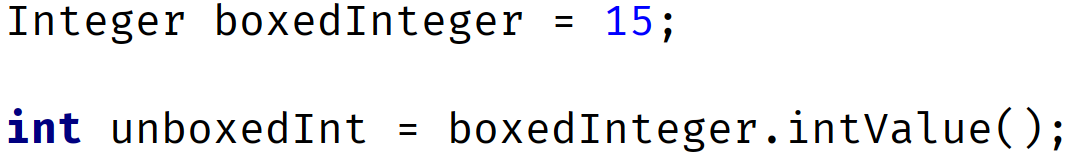 Integer boxedInteger = 15;
int unboxedInt = boxedInteger.intValue();